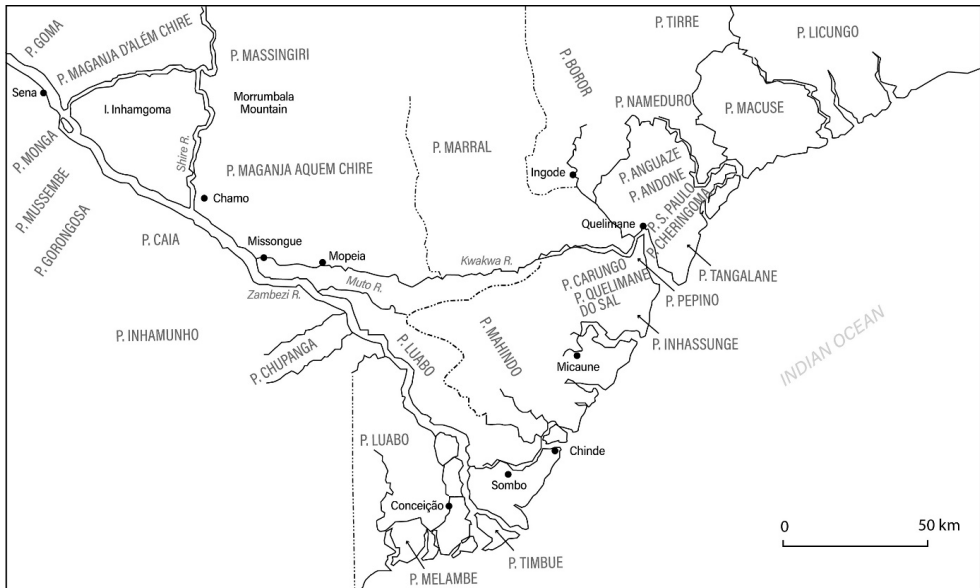 P. GOMA
P. MAGANJA D'ALÉM CHIRE
P. MASSINGIRI
P. TIRRE
P. LICUNGO
P. BOROR
Sena
I. Inhamgoma
Morrumbala
Mountain
P. NAMEDURO
P. MACUSE
P. MONGA
Shire R.
P. MARRAL
P. MUSSEMBE
P. MAGANJA AQUEM CHIRE
Ingode
P. ANGUAZE
P. ANDONE
P. S. PAULO
P. CHERINGOMA
Chamo
Quelimane
P. GORONGOSA
P. CAIA
Missongue
Mopeia
Kwakwa R.
P. CARUNGO
P. QUELIMANE
DO SAL
P. TANGALANE
P. PEPINO
Zambezi R.
Muto R.
P. INHAMUNHO
P. CHUPANGA
P. LUABO
P. MAHINDO
P. INHASSUNGE
Micaune
INDIAN OCEAN
P. LUABO
Chinde
Sombo
Conceição
P. TIMBUE
P. MELAMBE
0
50 km